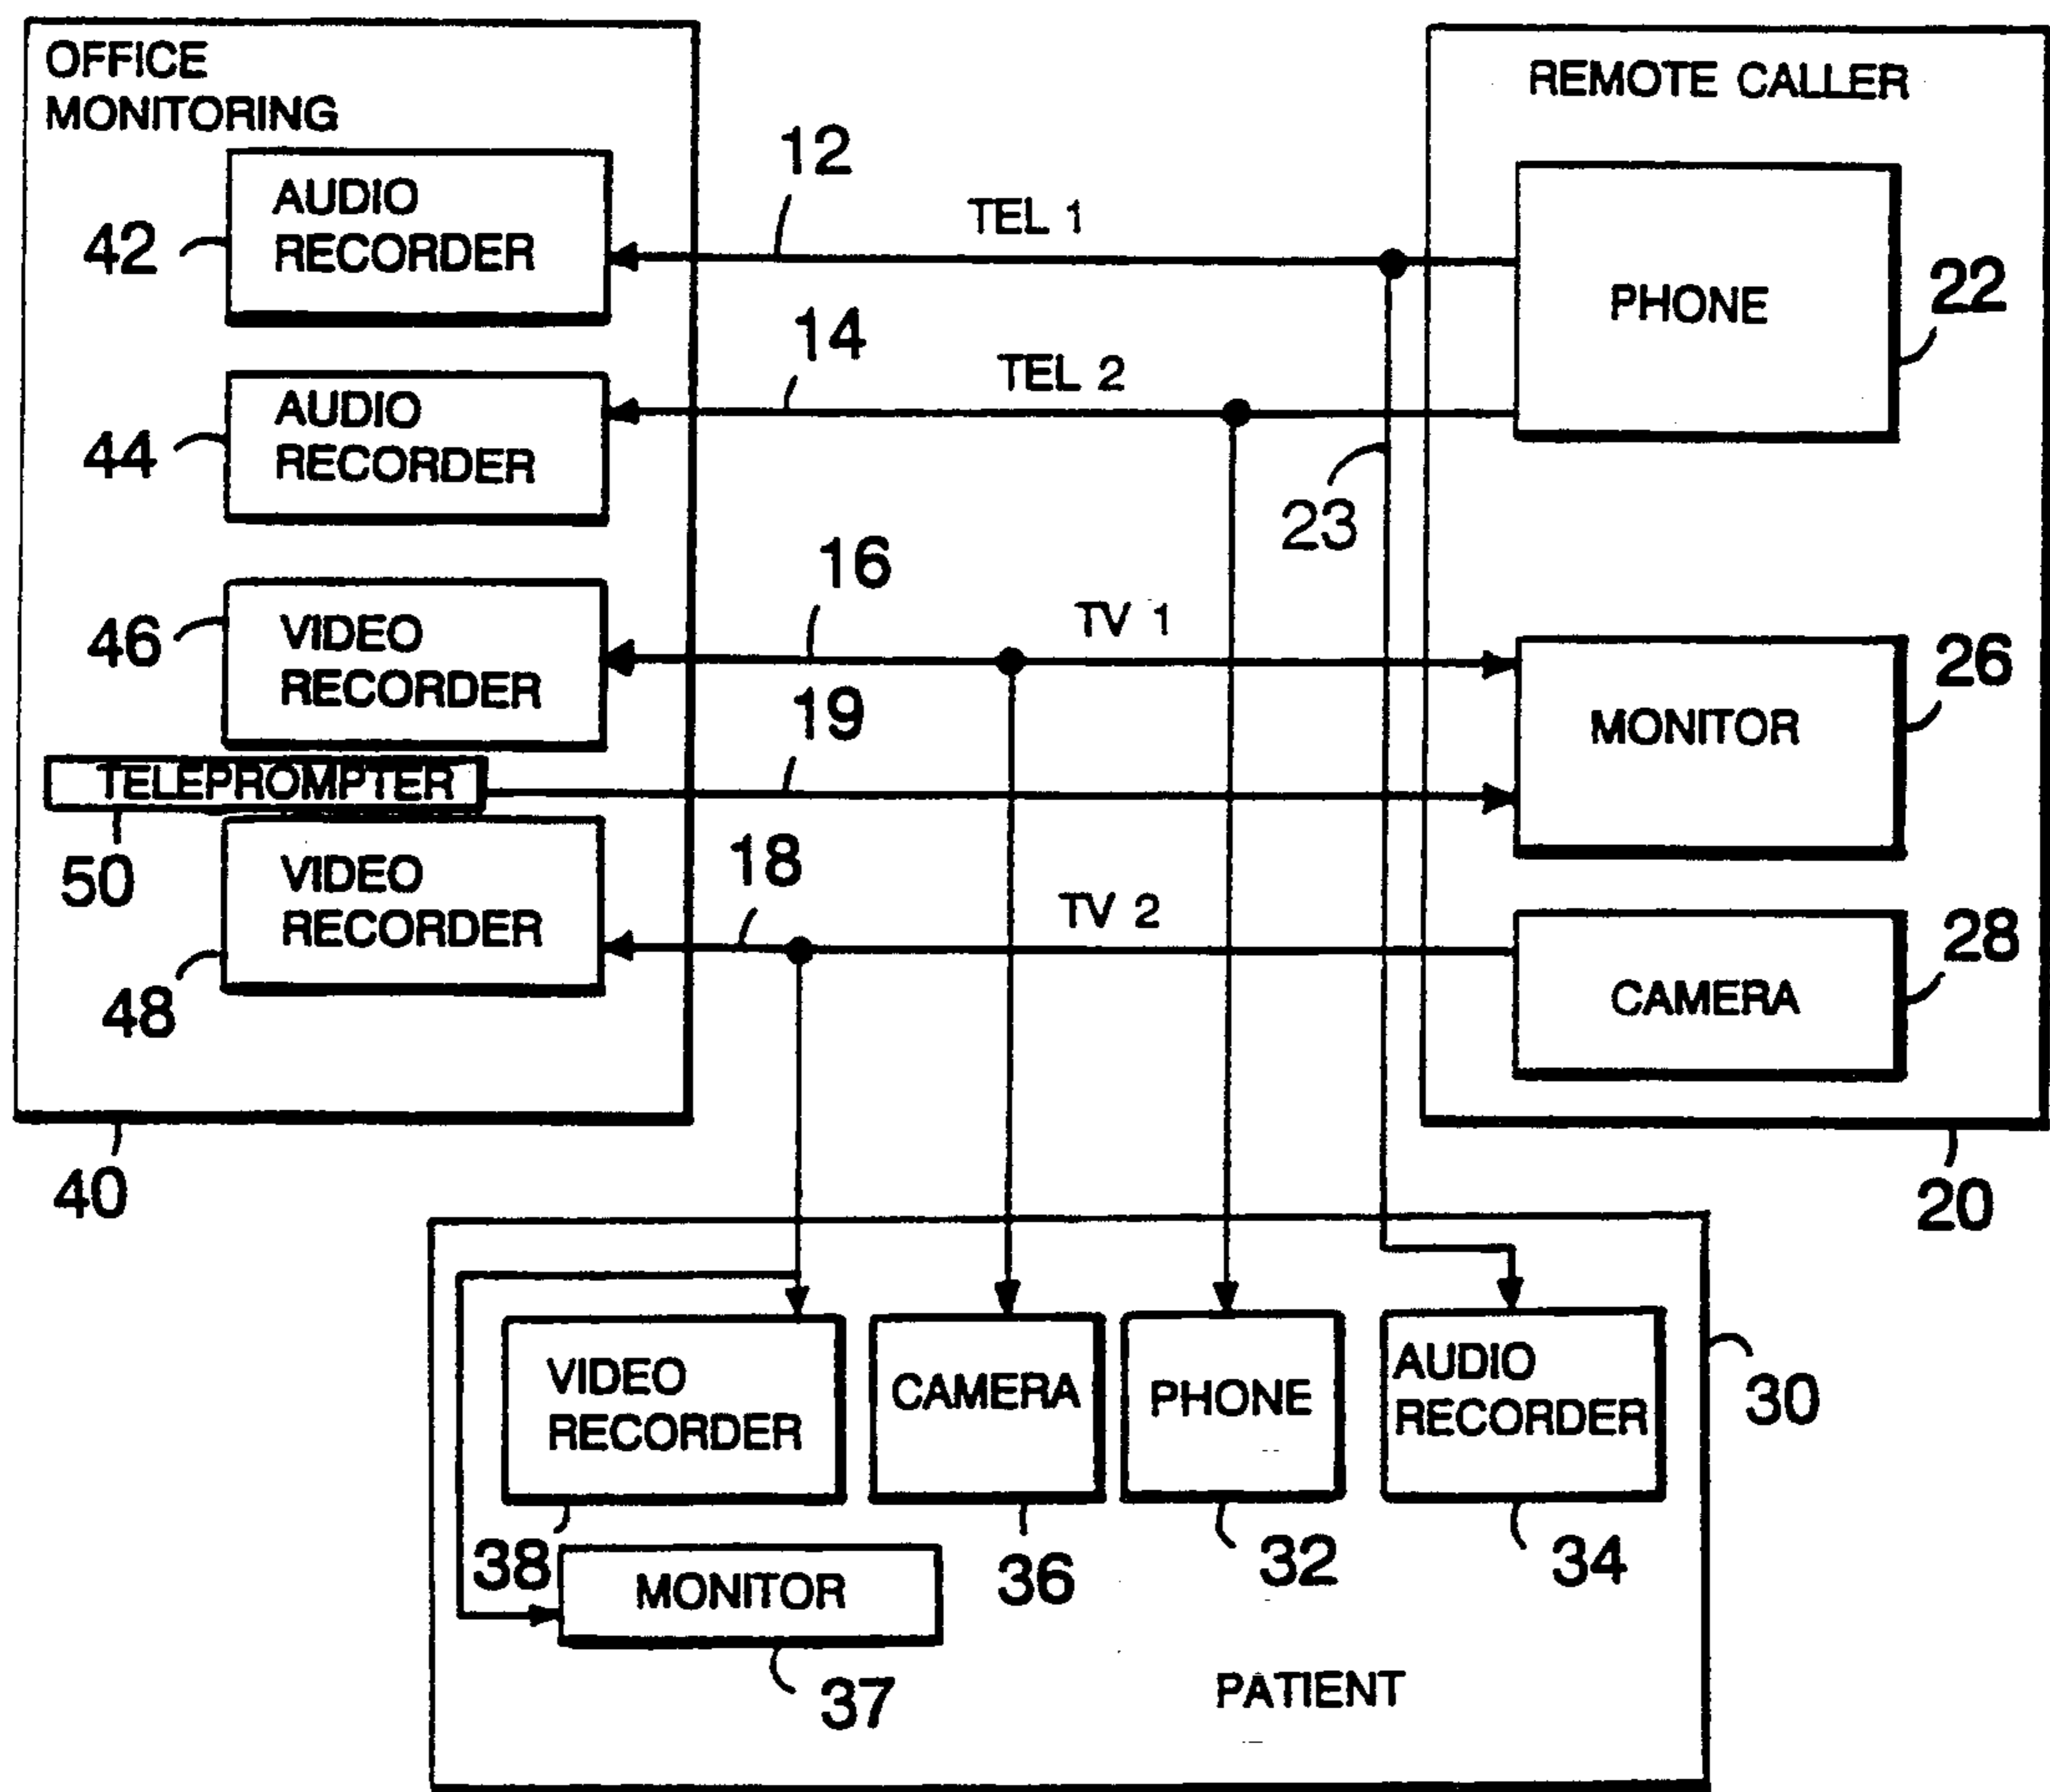 OFFICE
MONITORING
REMOTE CALLER
AUDIO
RECORDER
42
12
TEL 1
PHONE
22
AUDIO
RECORDER
44
14
TEL 2
23
VIDEO
RECORDER
46
16
TV 1
MONITOR
26
TELEPROMPTER
50
19
VIDEO
RECORDER
48
18
TV 2
CAMERA
28
40
20
VIDEO
RECORDER
38
CAMERA
36
PHONE
32
AUDIO
RECORDER
34
30
MONITOR
37
PATIENT